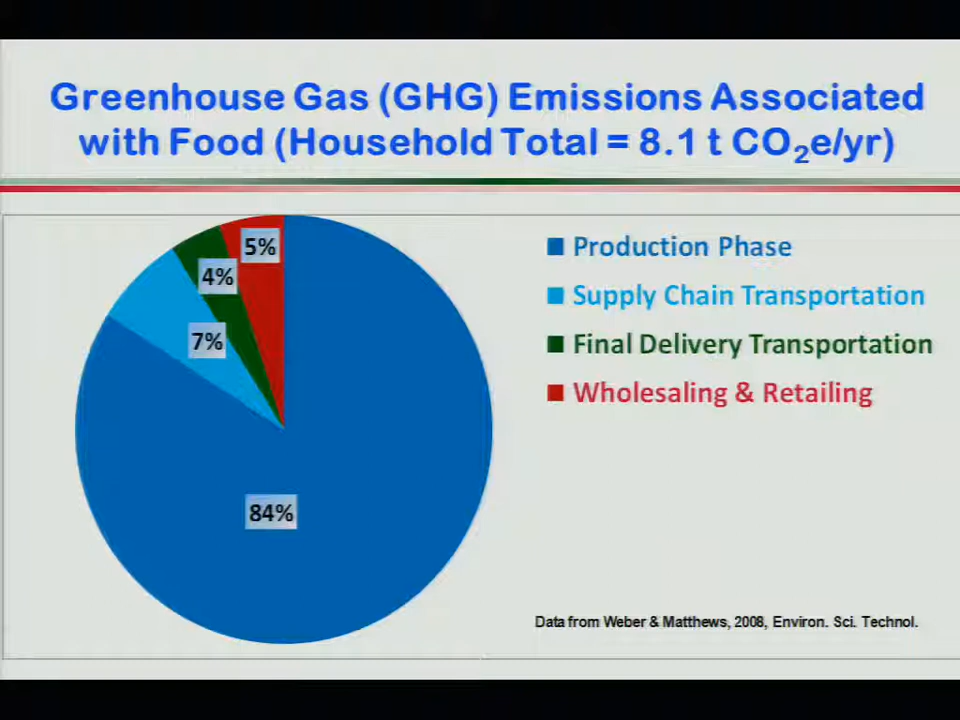 Greenhouse Gas (GHG) Emissions Associated
with Food (Household Total = 8.1 t CO₂e/yr)
5%
4%
7%
84%
Production Phase
Supply Chain Transportation
Final Delivery Transportation
Wholesaling & Retailing
Data from Weber & Matthews, 2008, Environ. Sci. Technol.